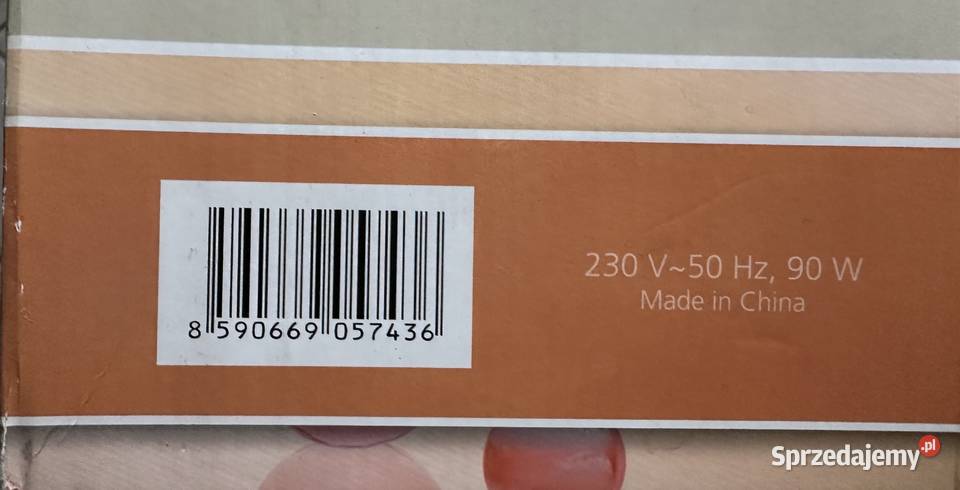 230 V~50 Hz, 90 W
Made in China
8 590669 057436
Sprzedajemy.pl